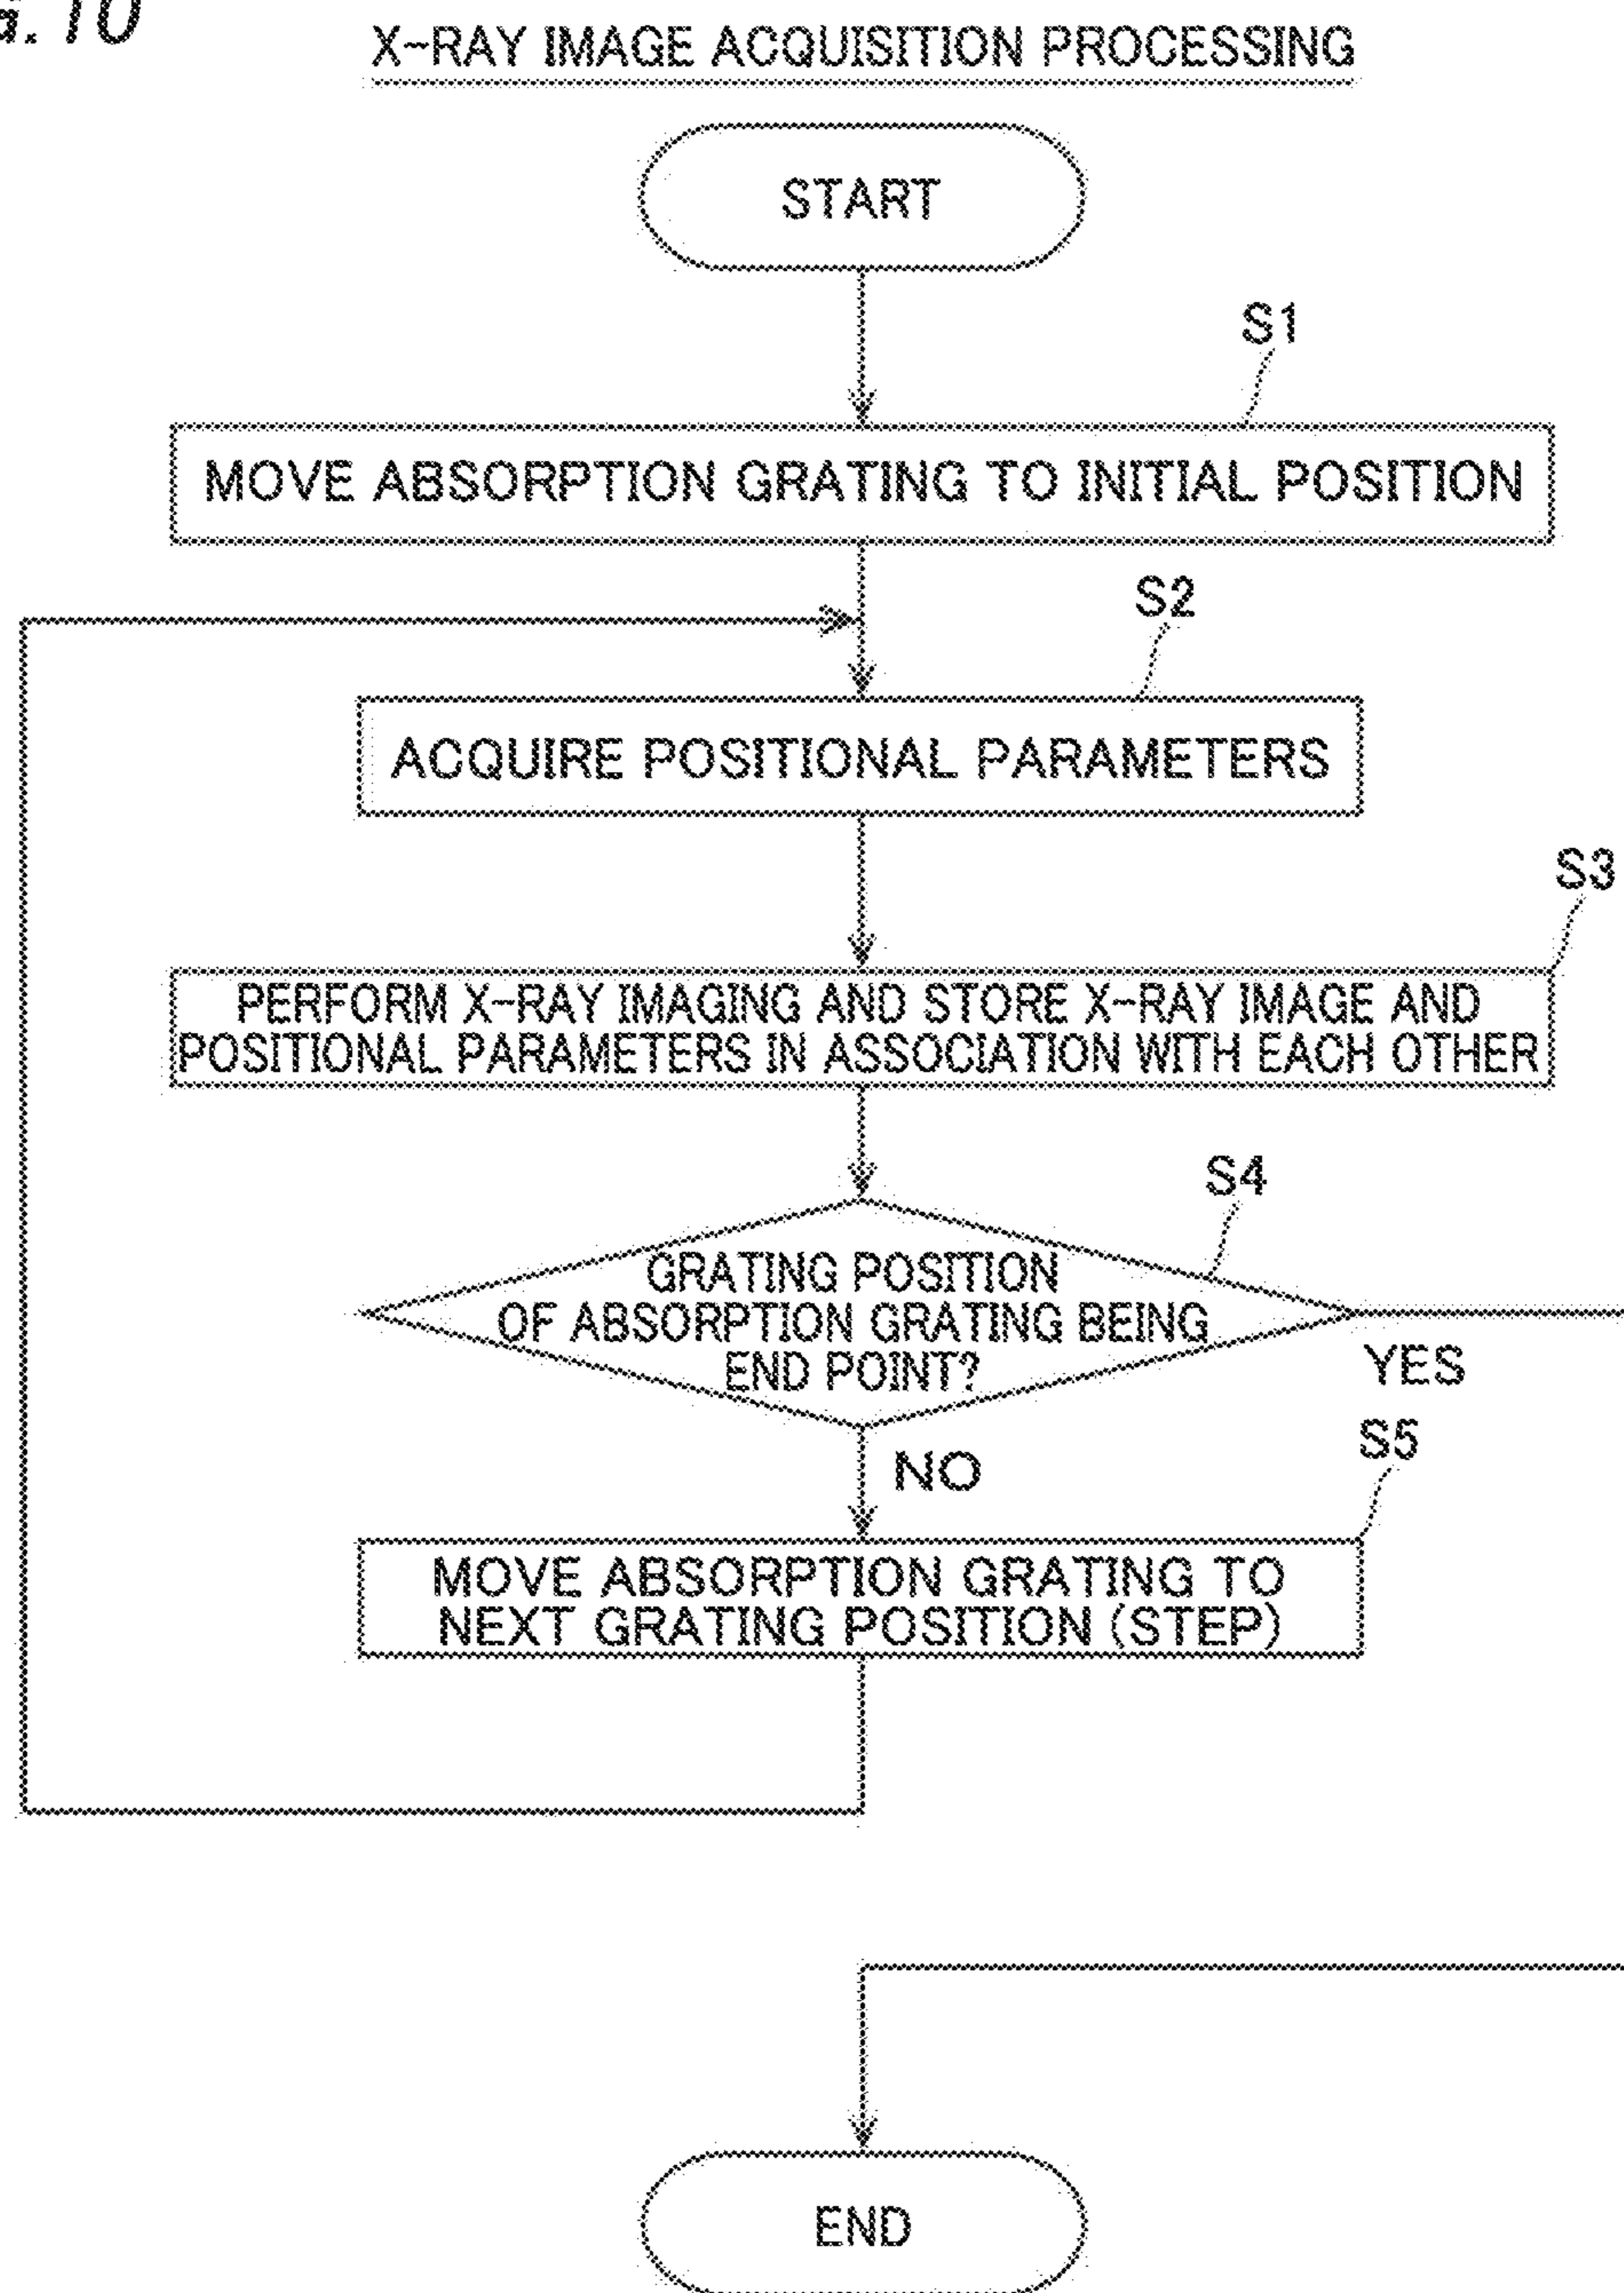 G. 10
X-RAY IMAGE ACQUISITION PROCESSING
START
S1
MOVE ABSORPTION GRATING TO INITIAL POSITION
S2
ACQUIRE POSITIONAL PARAMETERS
S3
PERFORM X-RAY IMAGING AND STORE X-RAY IMAGE AND
POSITIONAL PARAMETERS IN ASSOCIATION WITH EACH OTHER
S4
GRATING POSITION
OF ABSORPTION GRATING BEING
END POINT?
YES
S5
NO
MOVE ABSORPTION GRATING TO
NEXT GRATING POSITION (STEP)
END